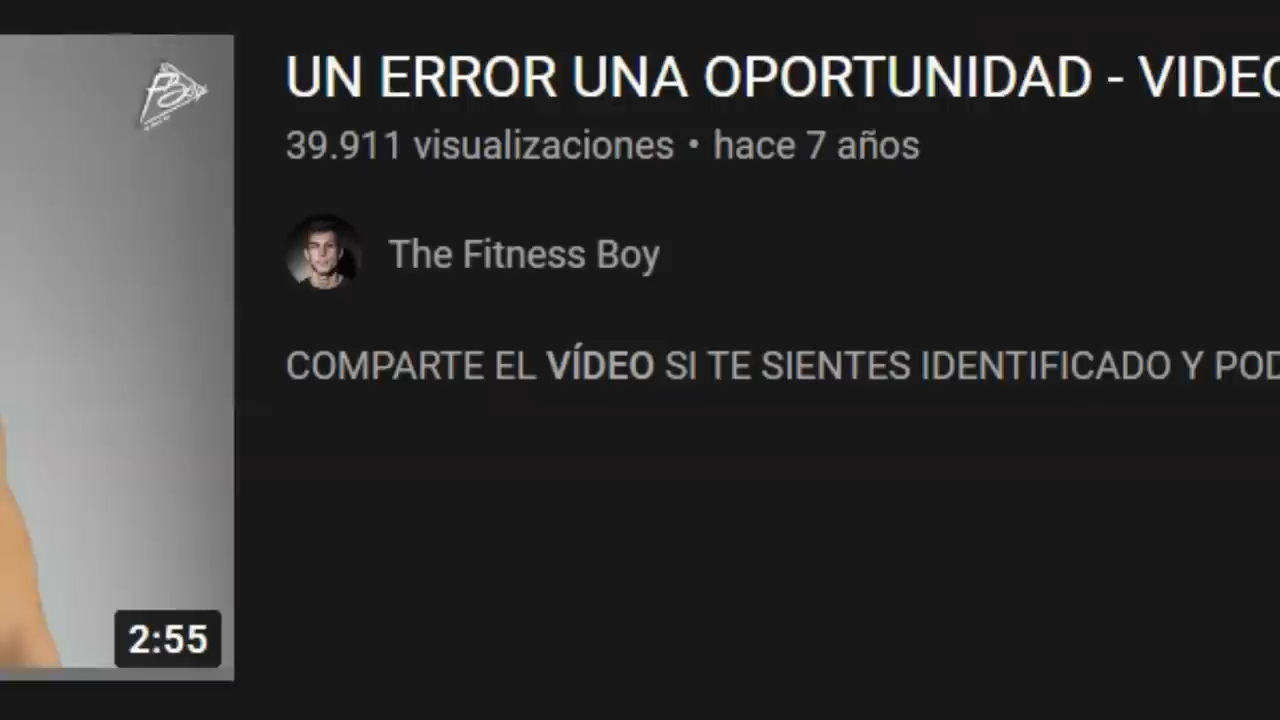 UN ERROR UNA OPORTUNIDAD - VIDEO
39.911 visualizaciones • hace 7 años
The Fitness Boy
COMPARTE EL VÍDEO SI TE SIENTES IDENTIFICADO Y POD
2:55